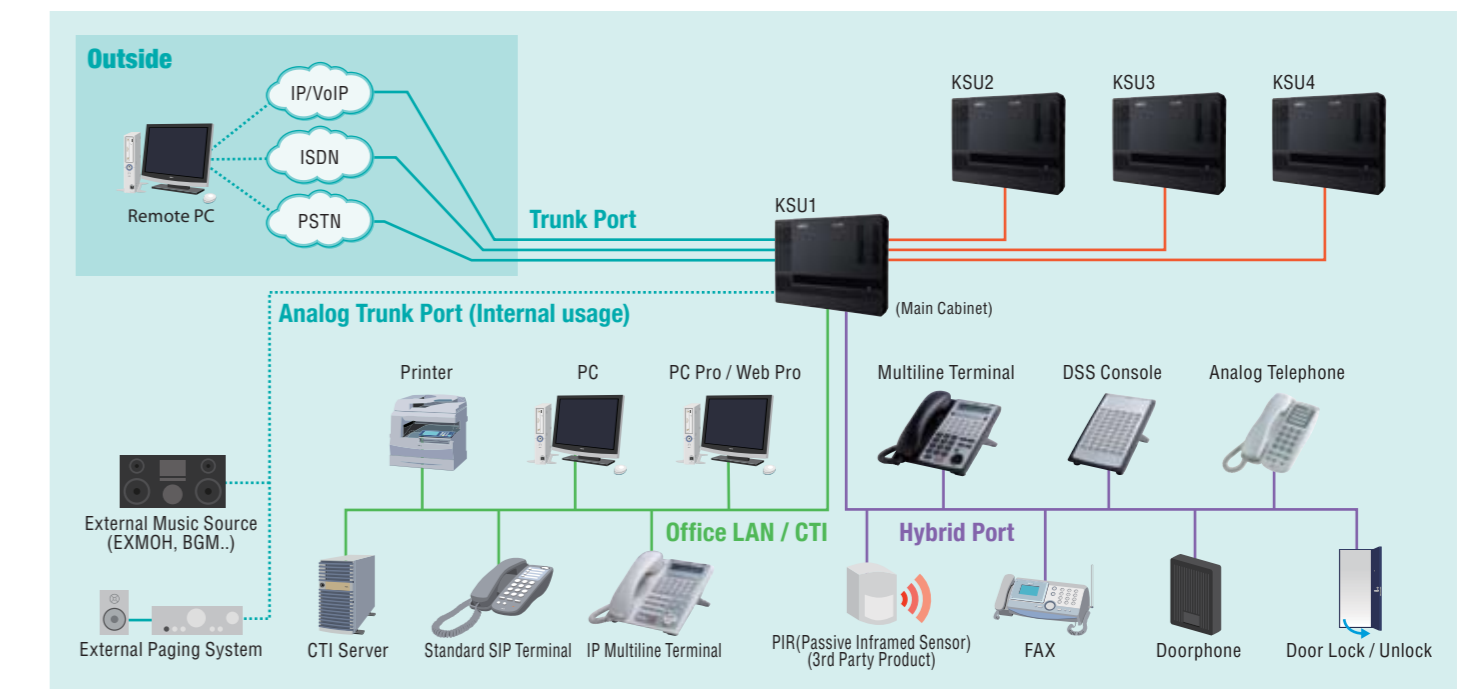 Outside
IP/VoIP
ISDN
PSTN
Remote PC
Trunk Port
KSU1
KSU2
KSU3
KSU4
(Main Cabinet)
Analog Trunk Port (Internal usage)
Printer
PC
PC Pro / Web Pro
Multiline Terminal
DSS Console
Analog Telephone
External Music Source
(EXMOH, BGM..)
Office LAN / CTI
Hybrid Port
External Paging System
CTI Server
Standard SIP Terminal
IP Multiline Terminal
PIR(Passive Inframed Sensor)
(3rd Party Product)
FAX
Doorphone
Door Lock / Unlock